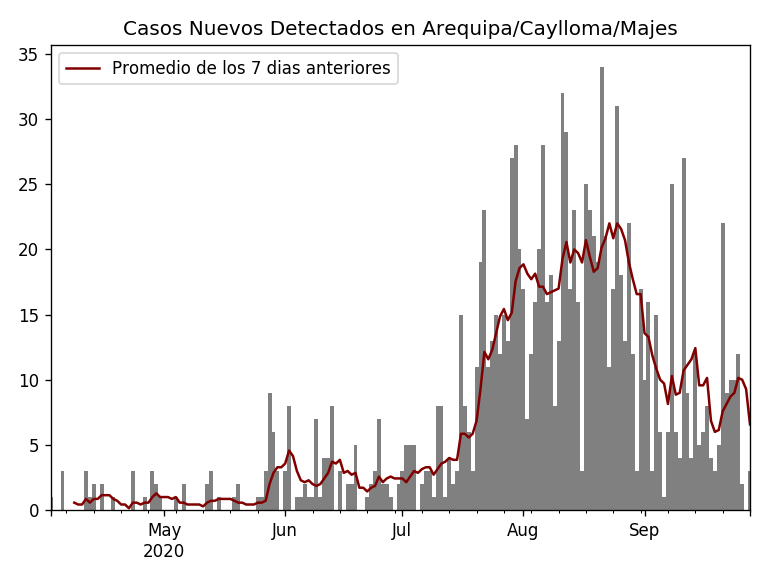 Casos Nuevos Detectados en Arequipa/Caylloma/Majes
Promedio de los 7 dias anteriores
35
30
25
20
15
10
5
0
May
2020
Jun
Jul
Aug
Sep